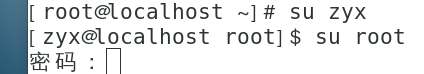 [root@localhost ~]# su zyx
[zyx@localhost root]$ su root
密码：